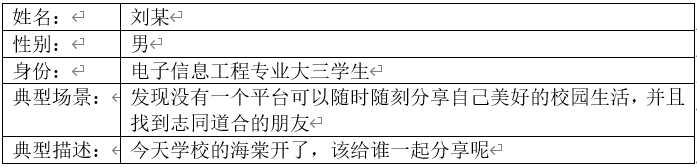 姓名： 刘某
性别： 男
身份： 电子信息工程专业大三学生
典型场景： 发现没有一个平台可以随时随刻分享自己美好的校园生活，并且
找到志同道合的朋友
典型描述： 今天学校的海棠开了，该给谁一起分享呢